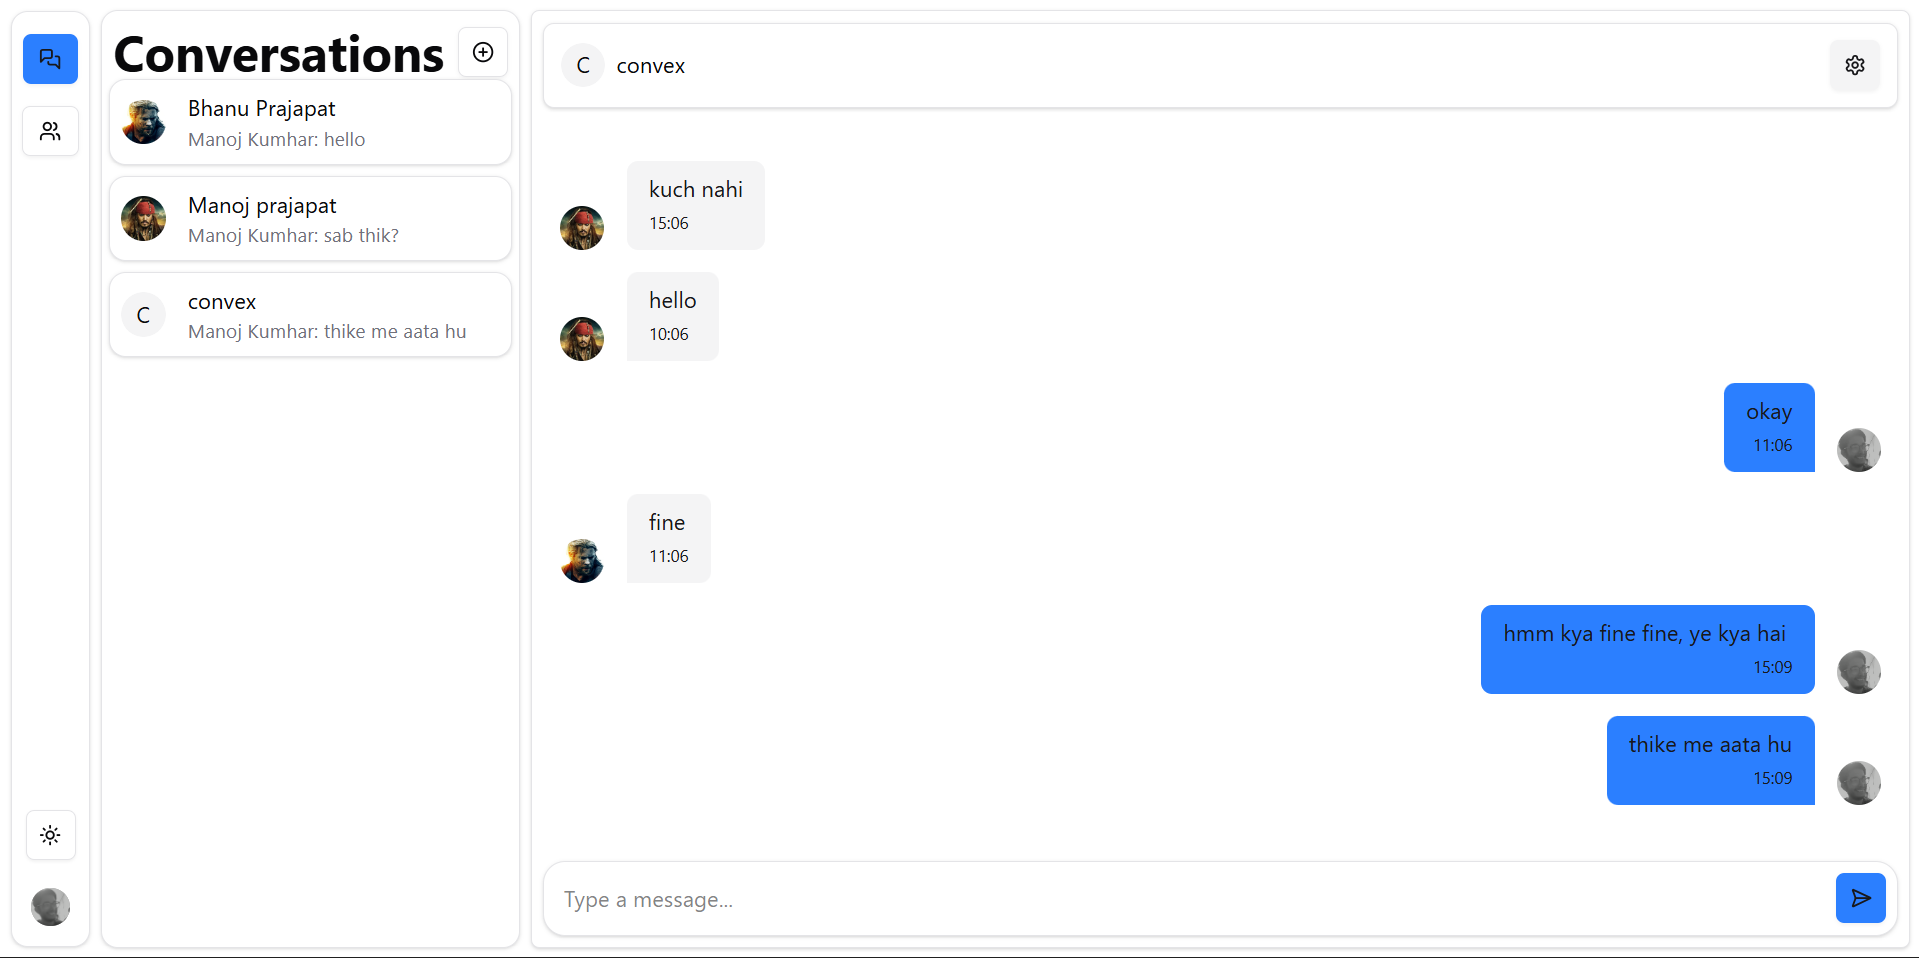 Conversations
Bhanu Prajapat
Manoj Kumhar: hello
Manoj prajapat
Manoj Kumhar: sab thik?
C
convex
Manoj Kumhar: thike me aata hu
C
convex
kuch nahi
15:06
hello
10:06
okay
11:06
fine
11:06
hmm kya fine fine, ye kya hai
15:09
thike me aata hu
15:09
Type a message...